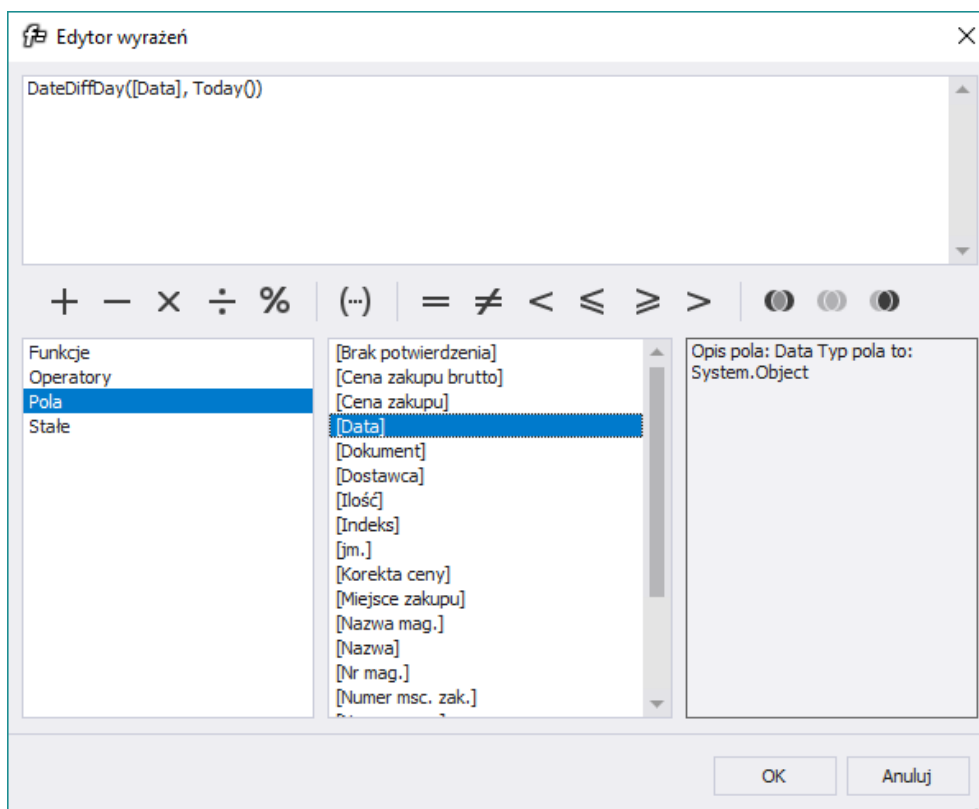 Edytor wyrażeń
DateDiffDay([Data], Today())
+ − × ÷ % (···) = ≠ < ⩽ ⩾ >
Funkcje
Operatory
Pola
Stałe
[Brak potwierdzenia]
[Cena zakupu brutto]
[Cena zakupu]
[Data]
[Dokument]
[Dostawca]
[Ilość]
[Indeks]
[jm.]
[Korekta ceny]
[Miejsce zakupu]
[Nazwa mag.]
[Nazwa]
[Nr mag.]
[Numer msc. zak.]
Opis pola: Data Typ pola to:
System.Object
OK
Anuluj